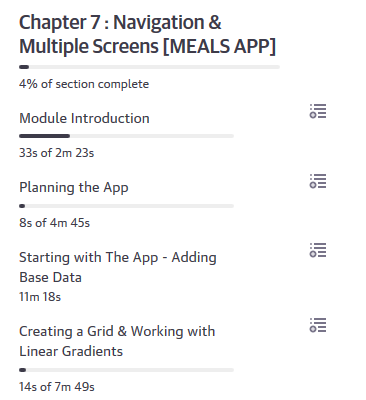 Chapter 7 : Navigation &
Multiple Screens [MEALS APP]
4% of section complete
Module Introduction
33s of 2m 23s
Planning the App
8s of 4m 45s
Starting with The App - Adding
Base Data
11m 18s
Creating a Grid & Working with
Linear Gradients
14s of 7m 49s